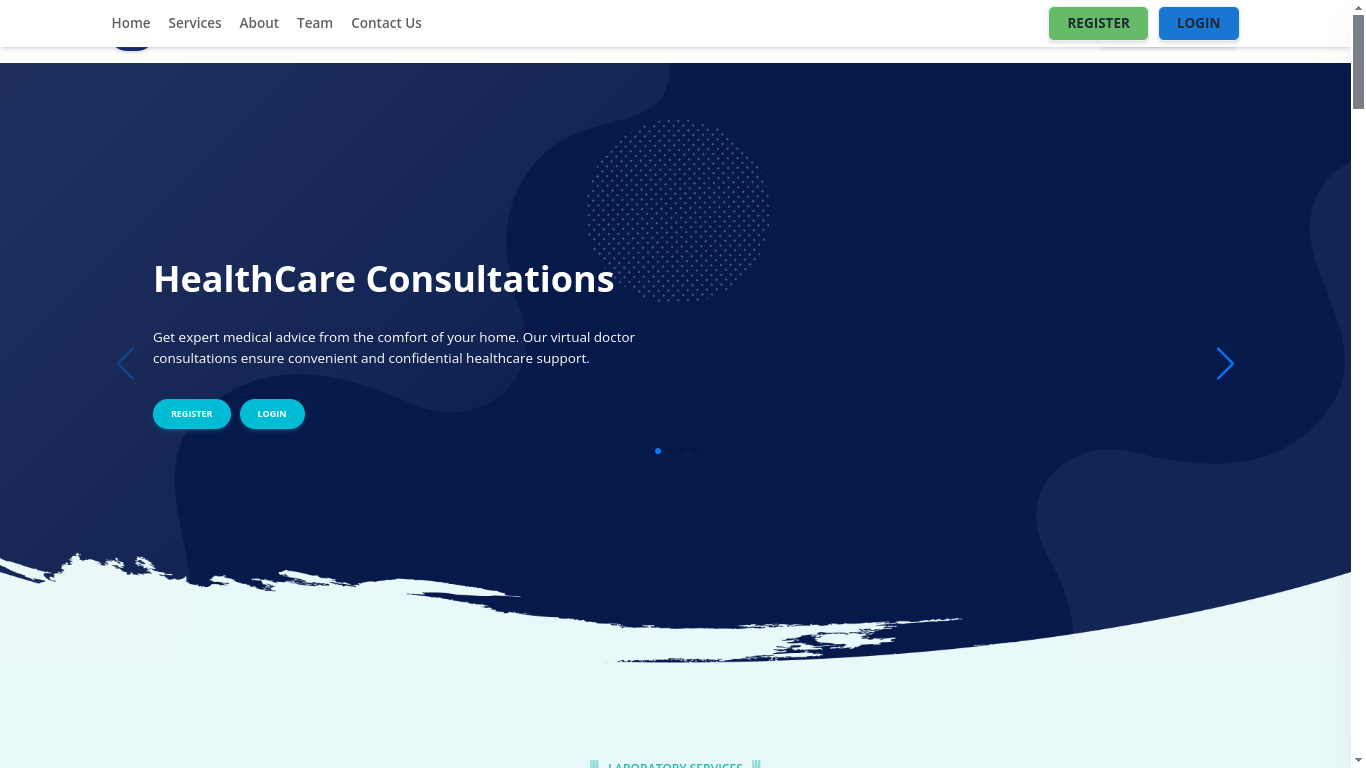 Home Services About Team Contact Us REGISTER LOGIN
HealthCare Consultations
Get expert medical advice from the comfort of your home. Our virtual doctor
consultations ensure convenient and confidential healthcare support.
REGISTER LOGIN
LABORATORY SERVICES